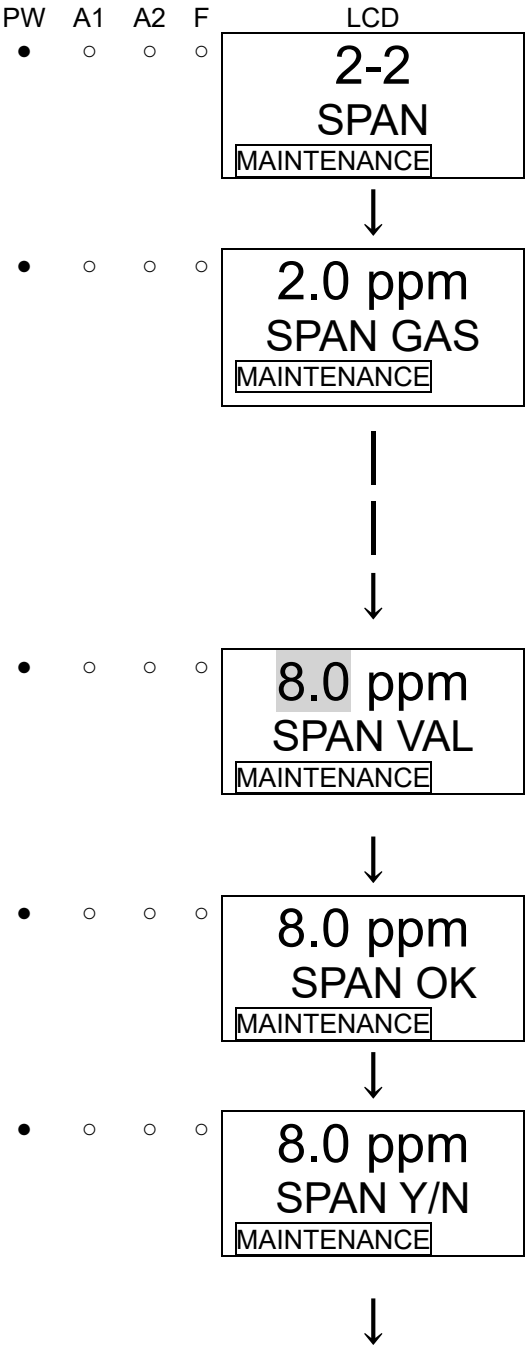 PW A1 A2 F LCD
● ○ ○ ○ 2-2
SPAN
MAINTENANCE
↓
● ○ ○ ○ 2.0 ppm
SPAN GAS
MAINTENANCE
|
|
↓
● ○ ○ ○ 8.0 ppm
SPAN VAL
MAINTENANCE
↓
● ○ ○ ○ 8.0 ppm
SPAN OK
MAINTENANCE
↓
● ○ ○ ○ 8.0 ppm
SPAN Y/N
MAINTENANCE
↓